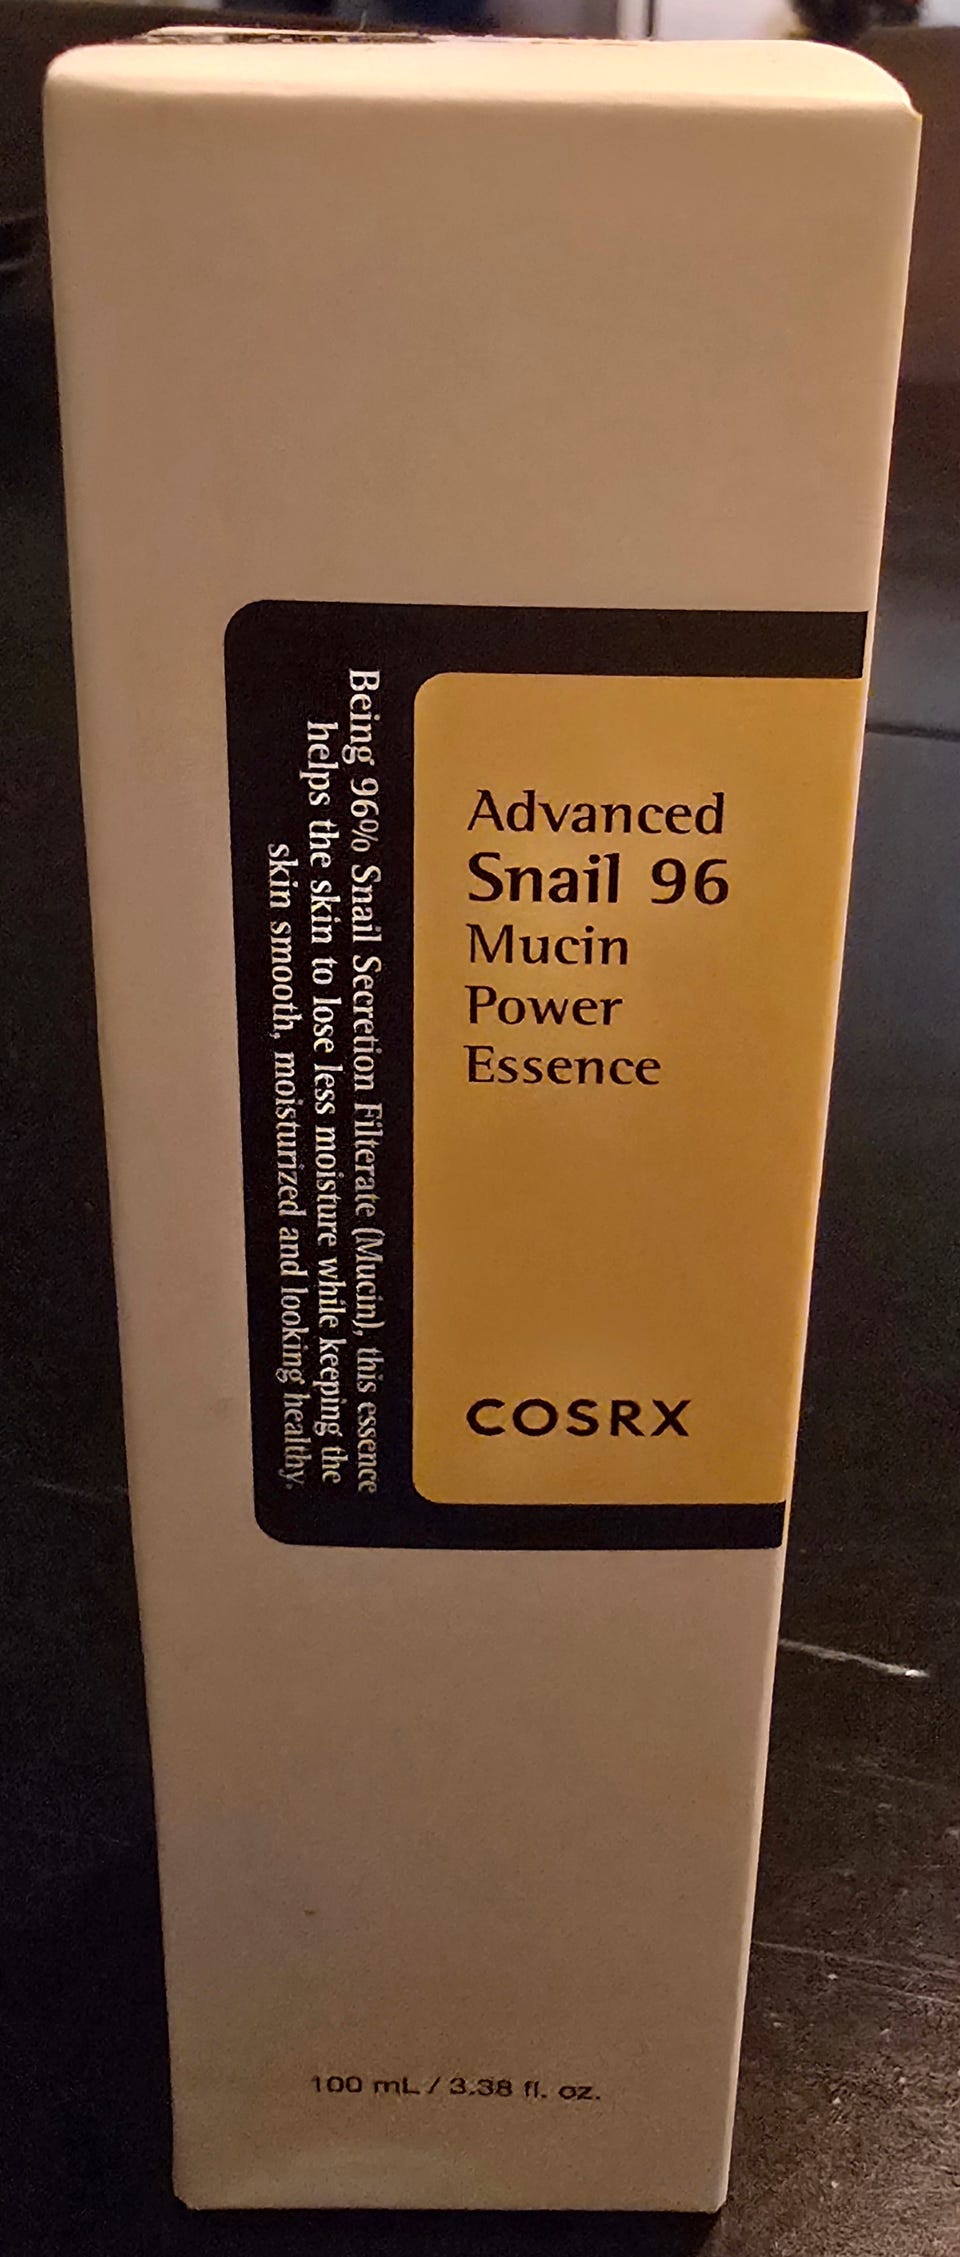 Advanced
Snail 96
Mucin
Power
Essence
COSRX
Being 96% Snail Secretion Filterate (Mucin), this essence
helps the skin to lose less moisture while keeping the
skin smooth, moisturized and looking healthy.
100 mL / 3.38 fl. oz.